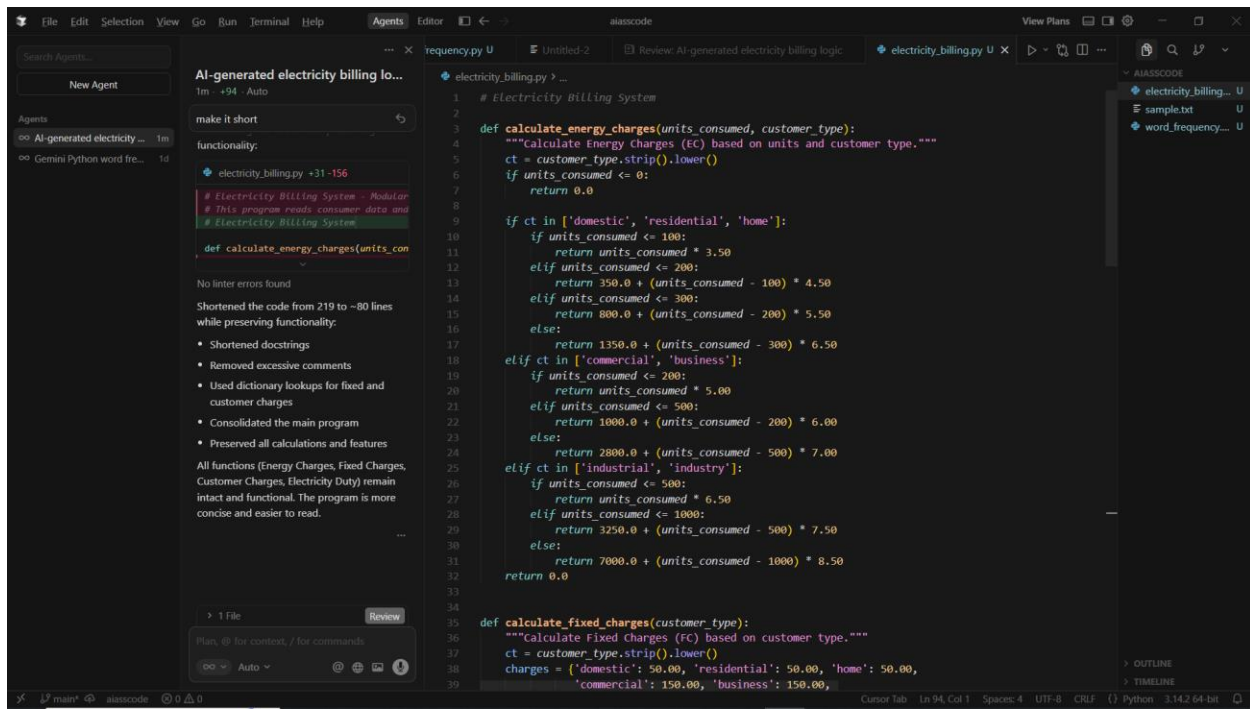 File Edit Selection View Go Run Terminal Help
Agents Editor
aiasscode
View Plans
Search Agents...
New Agent
Agents
AI-generated electricity ... 1m
Gemini Python word fre... 1d
AI-generated electricity billing lo...
1m · +94 · Auto
make it short
functionality:
electricity_billing.py +31 -156
# Electricity Billing System - Modular
# This program reads consumer data and
# Electricity Billing System
def calculate_energy_charges(units_con
No linter errors found
Shortened the code from 219 to ~80 lines
while preserving functionality:
• Shortened docstrings
• Removed excessive comments
• Used dictionary lookups for fixed and
customer charges
• Consolidated the main program
• Preserved all calculations and features
All functions (Energy Charges, Fixed Charges,
Customer Charges, Electricity Duty) remain
intact and functional. The program is more
concise and easier to read.
...
> 1 File Review
Plan, @ for context, / for commands
Auto
requency.py U
Untitled-2
Review: AI-generated electricity billing logic
electricity_billing.py U
electricity_billing.py > ...
1 # Electricity Billing System
2
3 def calculate_energy_charges(units_consumed, customer_type):
4 """Calculate Energy Charges (EC) based on units and customer type."""
5 ct = customer_type.strip().lower()
6 if units_consumed <= 0:
7 return 0.0
8
9 if ct in ['domestic', 'residential', 'home']:
10 if units_consumed <= 100:
11 return units_consumed * 3.50
12 elif units_consumed <= 200:
13 return 350.0 + (units_consumed - 100) * 4.50
14 elif units_consumed <= 300:
15 return 800.0 + (units_consumed - 200) * 5.50
16 else:
17 return 1350.0 + (units_consumed - 300) * 6.50
18 elif ct in ['commercial', 'business']:
19 if units_consumed <= 200:
20 return units_consumed * 5.00
21 elif units_consumed <= 500:
22 return 1000.0 + (units_consumed - 200) * 6.00
23 else:
24 return 2800.0 + (units_consumed - 500) * 7.00
25 elif ct in ['industrial', 'industry']:
26 if units_consumed <= 500:
27 return units_consumed * 6.50
28 elif units_consumed <= 1000:
29 return 3250.0 + (units_consumed - 500) * 7.50
30 else:
31 return 7000.0 + (units_consumed - 1000) * 8.50
32 return 0.0
33
34
35 def calculate_fixed_charges(customer_type):
36 """Calculate Fixed Charges (FC) based on customer type."""
37 ct = customer_type.strip().lower()
38 charges = {'domestic': 50.00, 'residential': 50.00, 'home': 50.00,
39 'commercial': 150.00, 'business': 150.00,
AIASSCODE
electricity_billing... U
sample.txt U
word_frequency.... U
> OUTLINE
> TIMELINE
main* aiasscode 0 0
Cursor Tab Ln 94, Col 1 Spaces: 4 UTF-8 CRLF {} Python 3.14.2 64-bit